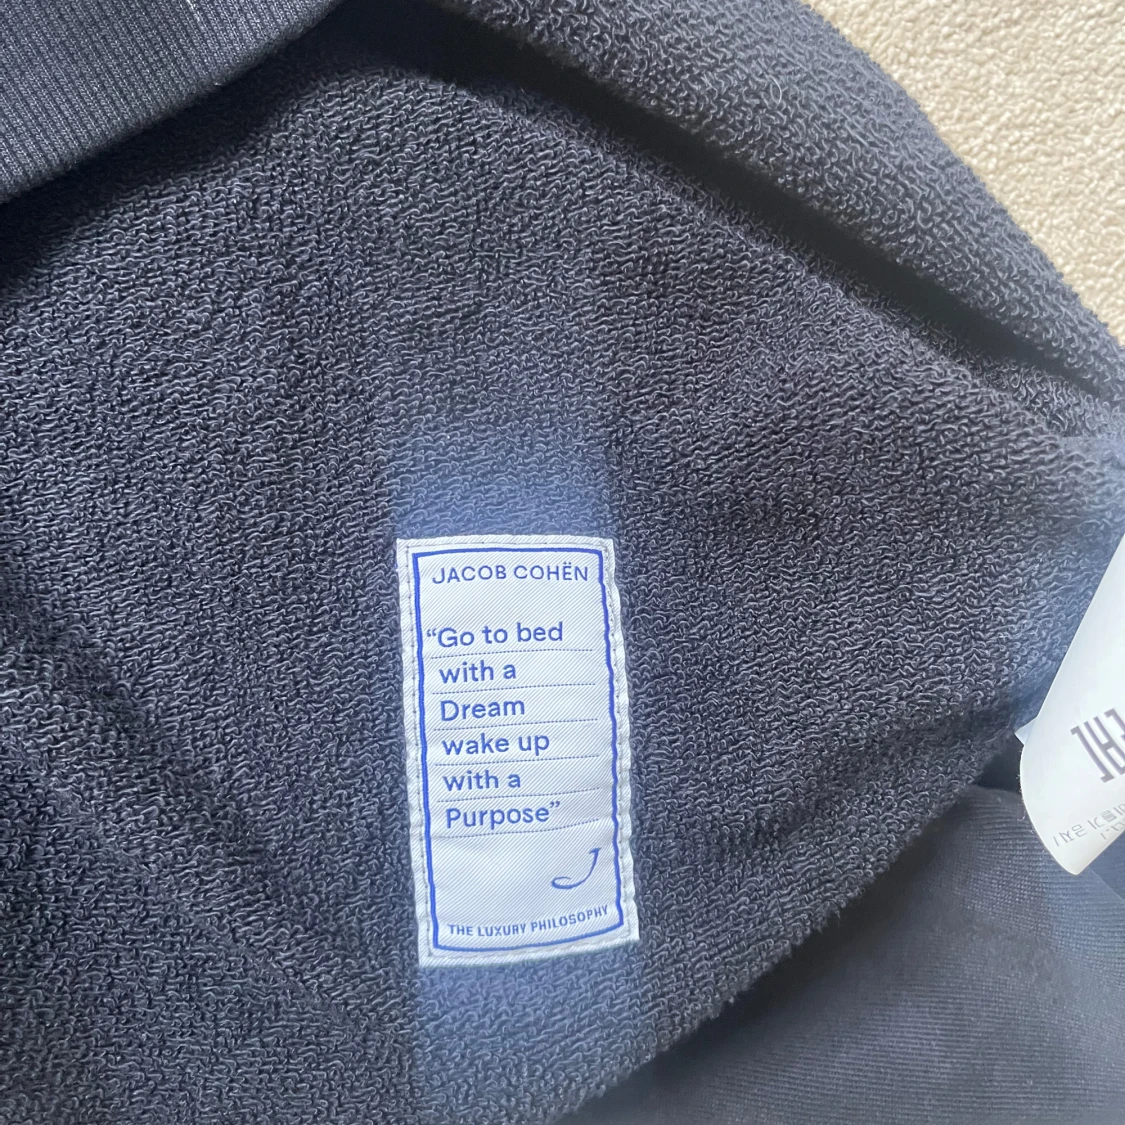 JACOB COHËN
“Go to bed
with a
Dream
wake up
with a
Purpose”
J
THE LUXURY PHILOSOPHY